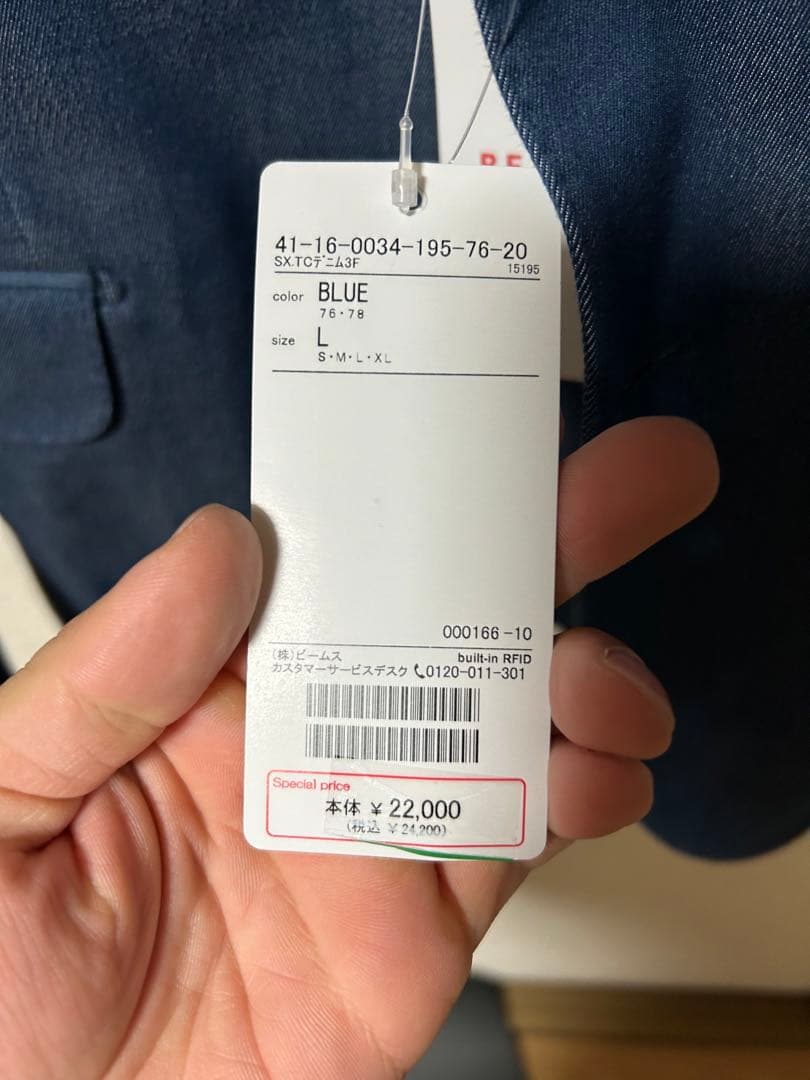 41-16-0034-195-76-20
SX.TCデニム3F 15195
color BLUE
76・78
size L
S・M・L・XL
000166-10
(株)ビームス built-in RFID
カスタマーサービスデスク 0120-011-301
Special price
本体 ¥22,000
(税込 ¥24,200)